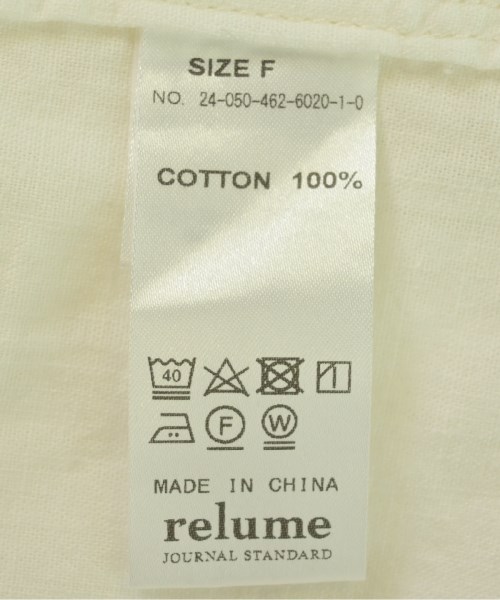 SIZE F
NO. 24-050-462-6020-1-0
COTTON 100%
40
F W
MADE IN CHINA
relume
JOURNAL STANDARD